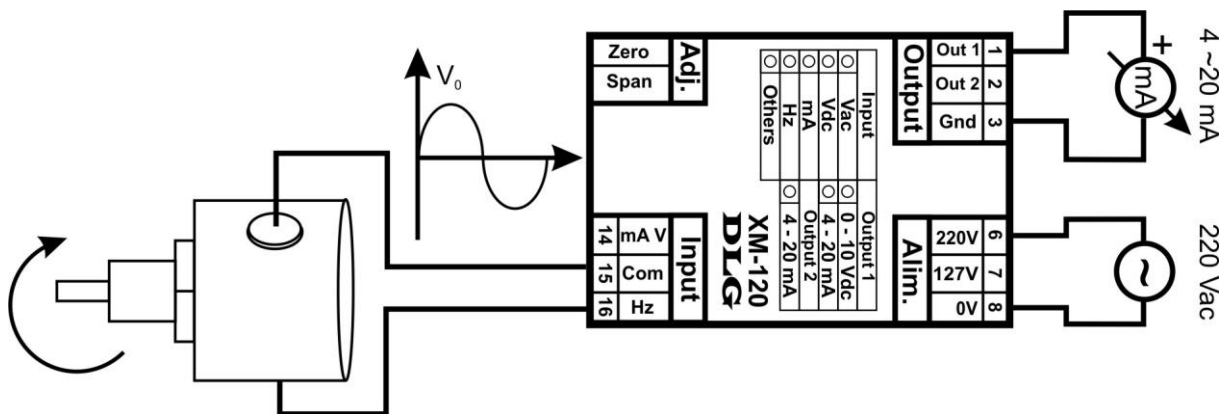 V₀
Zero
Span
Adj.
Input
Vac
Vdc
mA
Hz
Others
Output 1
0 - 10 Vdc
4 - 20 mA
Output 2
4 - 20 mA
XM-120
DLG
14 mA V
15 Com
16 Hz
Input
Output
Out 1 1
Out 2 2
Gnd 3
Alim.
220V 6
127V 7
0V 8
+
mA
4 ~20 mA
~
220 Vac